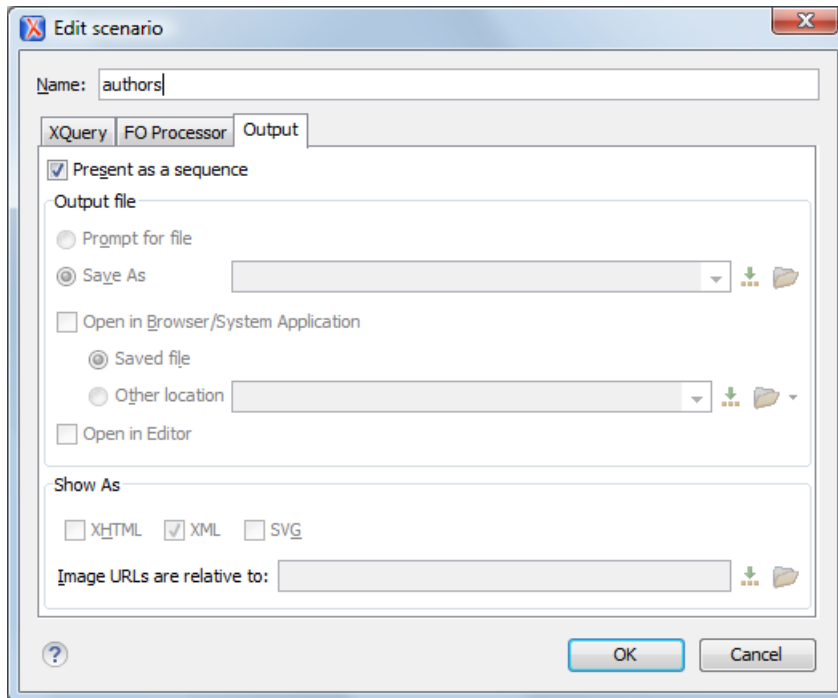 Edit scenario
Name: authors
XQuery FO Processor Output
Present as a sequence
Output file
Prompt for file
Save As
Open in Browser/System Application
Saved file
Other location
Open in Editor
Show As
XHTML XML SVG
Image URLs are relative to:
? OK Cancel